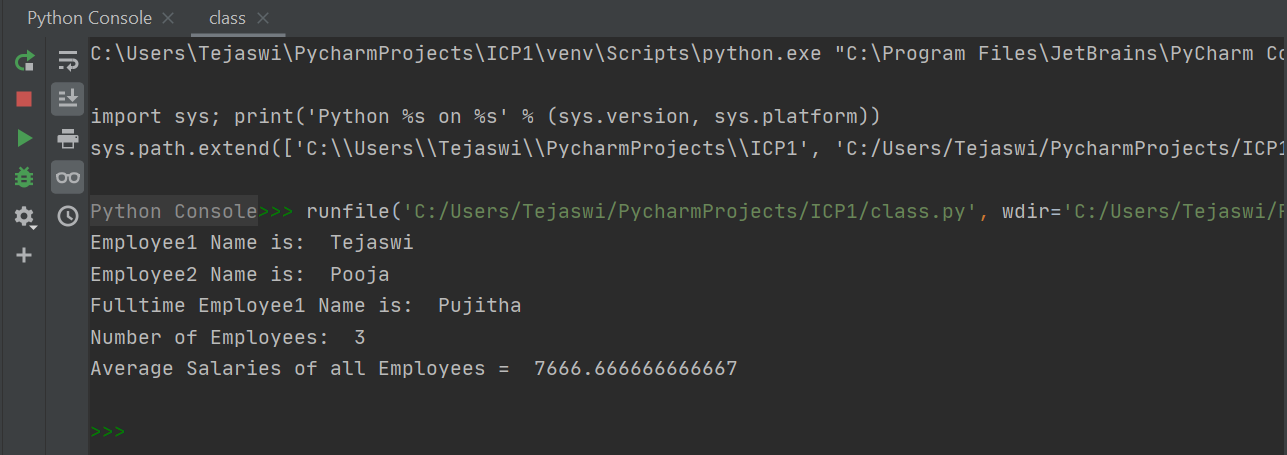 Python Console × class ×
C:\Users\Tejaswi\PycharmProjects\ICP1\venv\Scripts\python.exe "C:\Program Files\JetBrains\PyCharm Co
import sys; print('Python %s on %s' % (sys.version, sys.platform))
sys.path.extend(['C:\\Users\\Tejaswi\\PycharmProjects\\ICP1', 'C:/Users/Tejaswi/PycharmProjects/ICP1
Python Console>>> runfile('C:/Users/Tejaswi/PycharmProjects/ICP1/class.py', wdir='C:/Users/Tejaswi/P
Employee1 Name is:  Tejaswi
Employee2 Name is:  Pooja
Fulltime Employee1 Name is:  Pujitha
Number of Employees:  3
Average Salaries of all Employees =  7666.666666666667
>>>